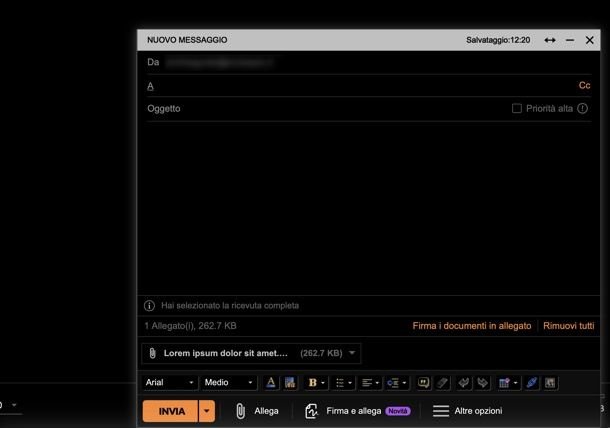 NUOVO MESSAGGIO Salvataggio:12:20
Da
A Cc
Oggetto Priorità alta
Hai selezionato la ricevuta completa
1 Allegato(i), 262.7 KB Firma i documenti in allegato Rimuovi tutti
Lorem ipsum dolor sit amet.... (262.7 KB)
Arial Medio A B
INVIA Allega Firma e allega Novità Altre opzioni